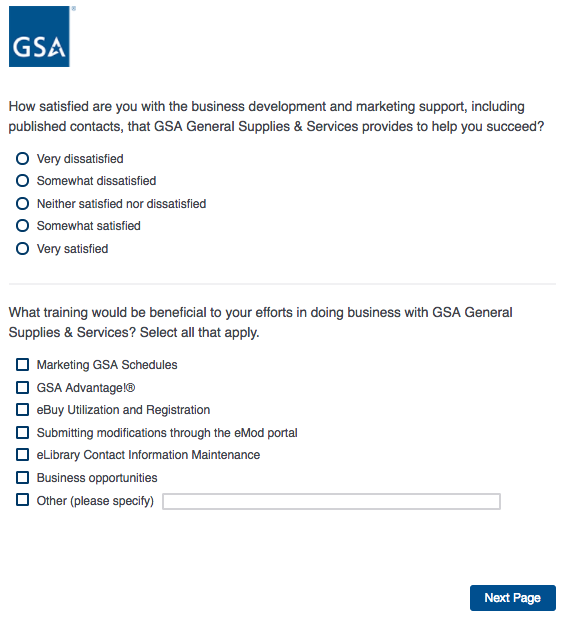 GSA
How satisfied are you with the business development and marketing support, including
published contacts, that GSA General Supplies & Services provides to help you succeed?
Very dissatisfied
Somewhat dissatisfied
Neither satisfied nor dissatisfied
Somewhat satisfied
Very satisfied
What training would be beneficial to your efforts in doing business with GSA General
Supplies & Services? Select all that apply.
Marketing GSA Schedules
GSA Advantage!®
eBuy Utilization and Registration
Submitting modifications through the eMod portal
eLibrary Contact Information Maintenance
Business opportunities
Other (please specify)
Next Page